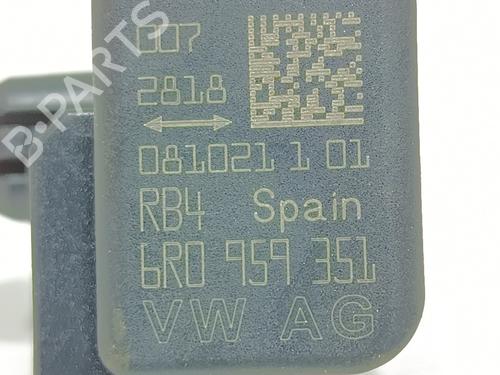 007
2818
081021 1 01
RB4 Spain
6R0 959 351
VW AG
B-PARTS